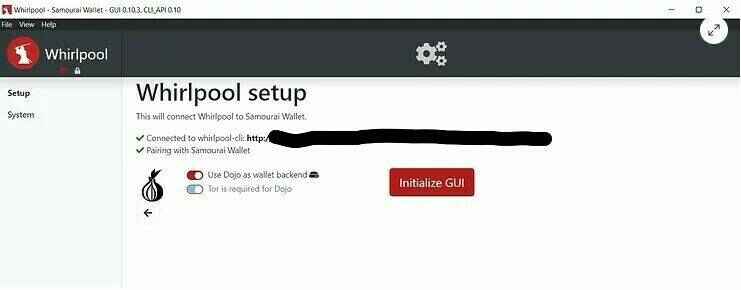 Whirlpool - Samourai Wallet - GUI 0.10.3, CLI_API 0.10
File View Help
Whirlpool
Setup
System
Whirlpool setup
This will connect Whirlpool to Samourai Wallet.
Connected to whirlpool-cli: http:/
Pairing with Samourai Wallet
Use Dojo as wallet backend
Tor is required for Dojo
Initialize GUI